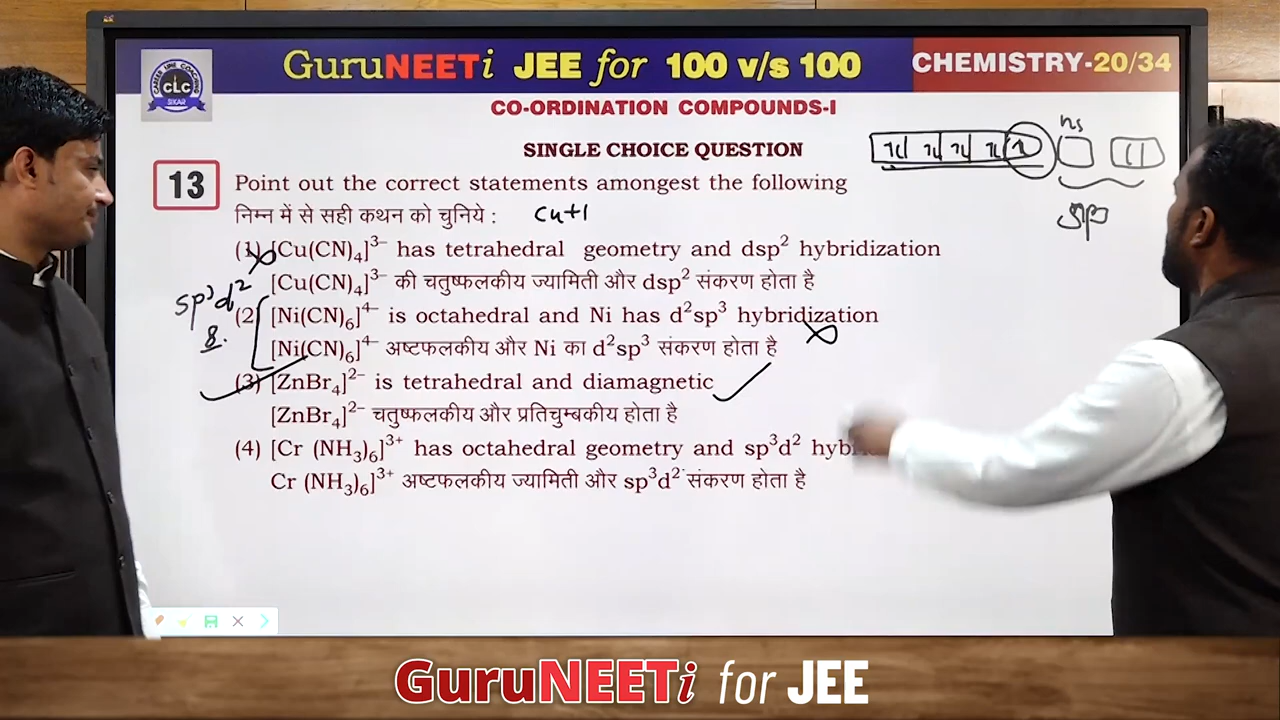 GuruNEETi JEE for 100 v/s 100
CHEMISTRY-20/34
CLC
SIKAR
CO-ORDINATION COMPOUNDS-I
SINGLE CHOICE QUESTION
ns
13 Point out the correct statements amongest the following
निम्न में से सही कथन को चुनिये :
Cu+1
(1) [Cu(CN)₄]³⁻ has tetrahedral geometry and dsp² hybridization
[Cu(CN)₄]³⁻ की चतुष्फलकीय ज्यामिती और dsp² संकरण होता है
sp³d²
(2) [Ni(CN)₆]⁴⁻ is octahedral and Ni has d²sp³ hybridization
8.
[Ni(CN)₆]⁴⁻ अष्टफलकीय और Ni का d²sp³ संकरण होता है
(3) [ZnBr₄]²⁻ is tetrahedral and diamagnetic
[ZnBr₄]²⁻ चतुष्फलकीय और प्रतिचुम्बकीय होता है
(4) [Cr (NH₃)₆]³⁺ has octahedral geometry and sp³d²
Cr (NH₃)₆]³⁺ अष्टफलकीय ज्यामिती और sp³d² संकरण होता है
GuruNEETi for JEE